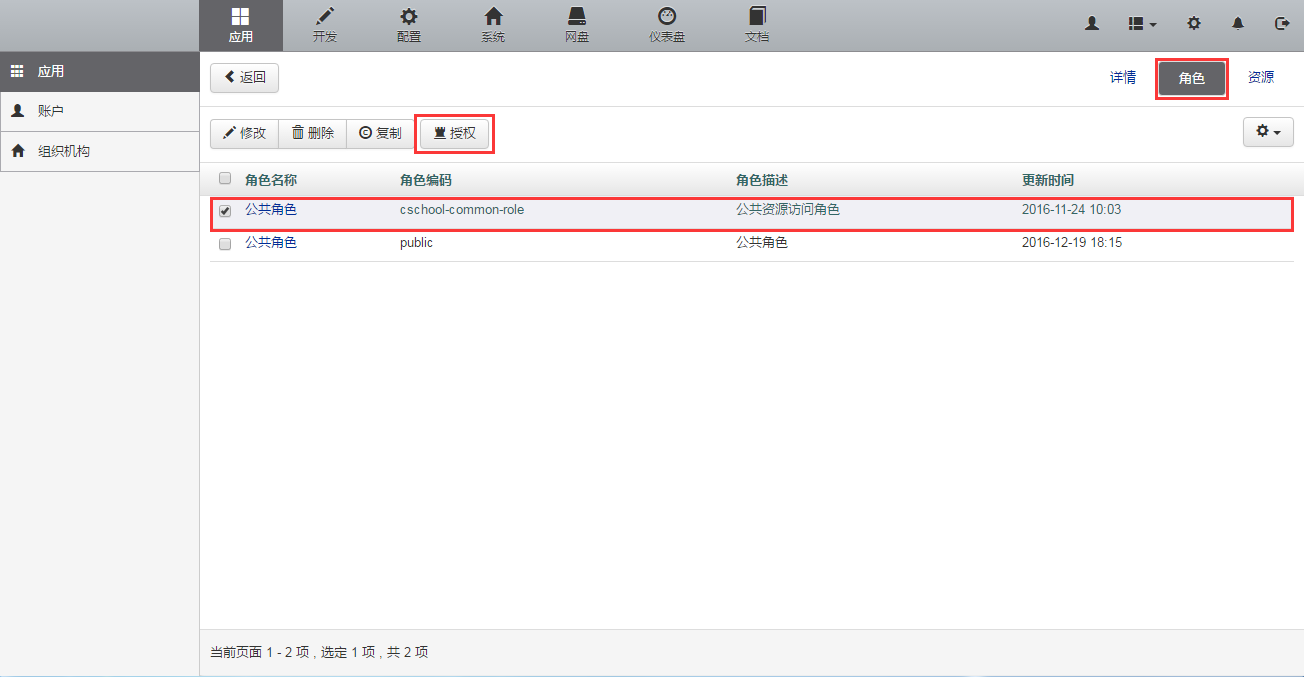 应用 开发 配置 系统 网盘 仪表盘 文档
应用
账户
组织机构
返回 详情 角色 资源
修改 删除 复制 授权
角色名称 角色编码 角色描述 更新时间
公共角色 cschool-common-role 公共资源访问角色 2016-11-24 10:03
公共角色 public 公共角色 2016-12-19 18:15
当前页面 1 - 2 项 , 选定 1 项 , 共 2 项